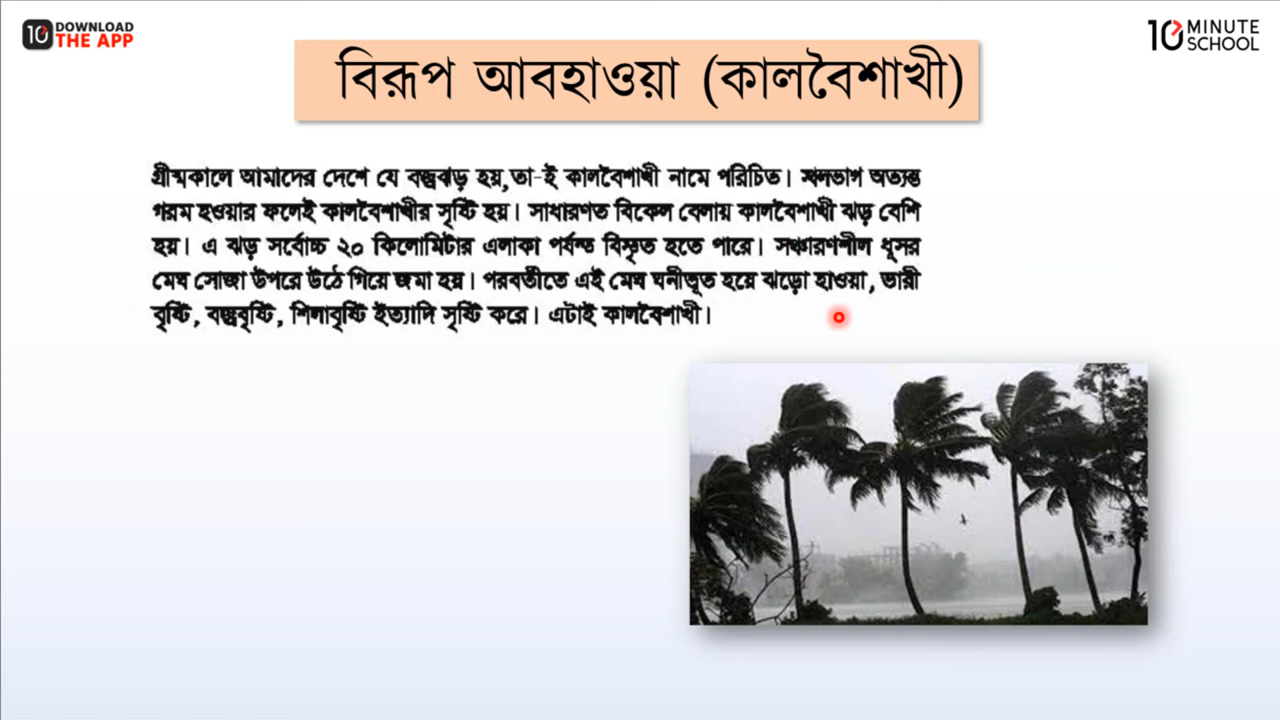 10 DOWNLOAD THE APP
10 MINUTE SCHOOL
বিরূপ আবহাওয়া (কালবৈশাখী)
গ্রীষ্মকালে আমাদের দেশে যে বজ্রঝড় হয়,তা-ই কালবৈশাখী নামে পরিচিত। স্থলভাগ অত্যন্ত
গরম হওয়ার ফলেই কালবৈশাখীর সৃষ্টি হয়। সাধারণত বিকেল বেলায় কালবৈশাখী ঝড় বেশি
হয়। এ ঝড় সর্বোচ্চ ২০ কিলোমিটার এলাকা পর্যন্ত বিস্তৃত হতে পারে। সঞ্চারণশীল ধূসর
মেঘ সোজা উপরে উঠে গিয়ে জমা হয়। পরবর্তীতে এই মেঘ ঘনীভূত হয়ে ঝড়ো হাওয়া, ভারী
বৃষ্টি, বজ্রবৃষ্টি, শিলাবৃষ্টি ইত্যাদি সৃষ্টি করে। এটাই কালবৈশাখী।